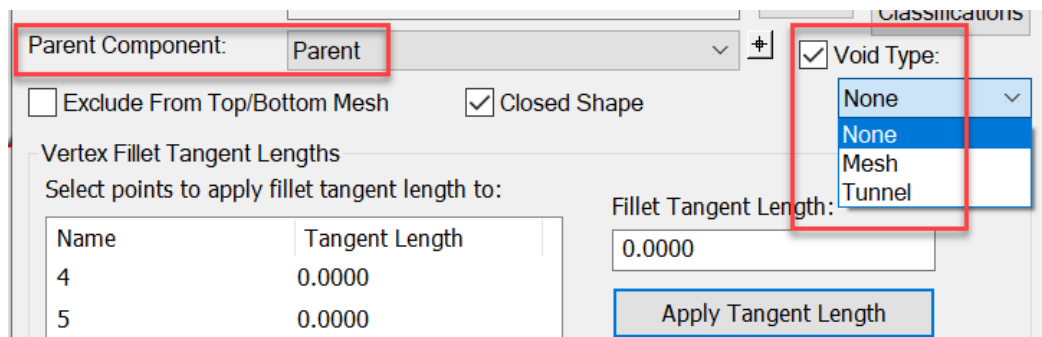 Classifications
Parent Component:
Parent
Void Type:
Exclude From Top/Bottom Mesh
Closed Shape
None
None
Mesh
Tunnel
Vertex Fillet Tangent Lengths
Select points to apply fillet tangent length to:
Fillet Tangent Length:
Name Tangent Length
0.0000
4 0.0000
5 0.0000
Apply Tangent Length